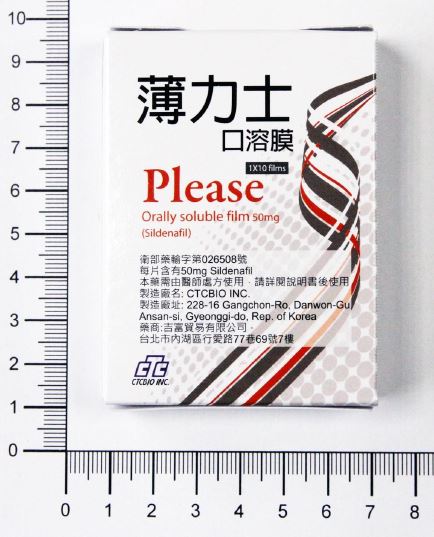 薄力士
口溶膜
1X10 films
Please
Orally soluble film 50mg
(Sildenafil)
衛部藥輸字第026508號
每片含有50mg Sildenafil
本藥需由醫師處方使用，請詳閱說明書後使用
製造廠名: CTCBIO INC.
製造廠址: 228-16 Gangchon-Ro, Danwon-Gu,
Ansan-si, Gyeonggi-do, Rep. of Korea
藥商:吉富貿易有限公司，
台北市內湖區行愛路77巷69號7樓
CTC
CTCBIO INC.
10
9
8
7
6
5
4
3
2
1
0
0 1 2 3 4 5 6 7 8